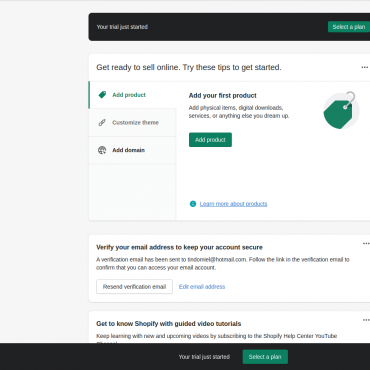 Your trial just started
Select a plan
Get ready to sell online. Try these tips to get started.
Add product
Customize theme
Add domain
Add your first product
Add physical items, digital downloads,
services, or anything else you dream up.
Add product
Learn more about products
Verify your email address to keep your account secure
A verification email has been sent to tindomiel@hotmail.com. Follow the link in the verification email to
confirm that you can access your email account.
Resend verification email
Edit email address
Get to know Shopify with guided video tutorials
Keep learning with new and upcoming videos by subscribing to the Shopify Help Center YouTube
Your trial just started
Select a plan